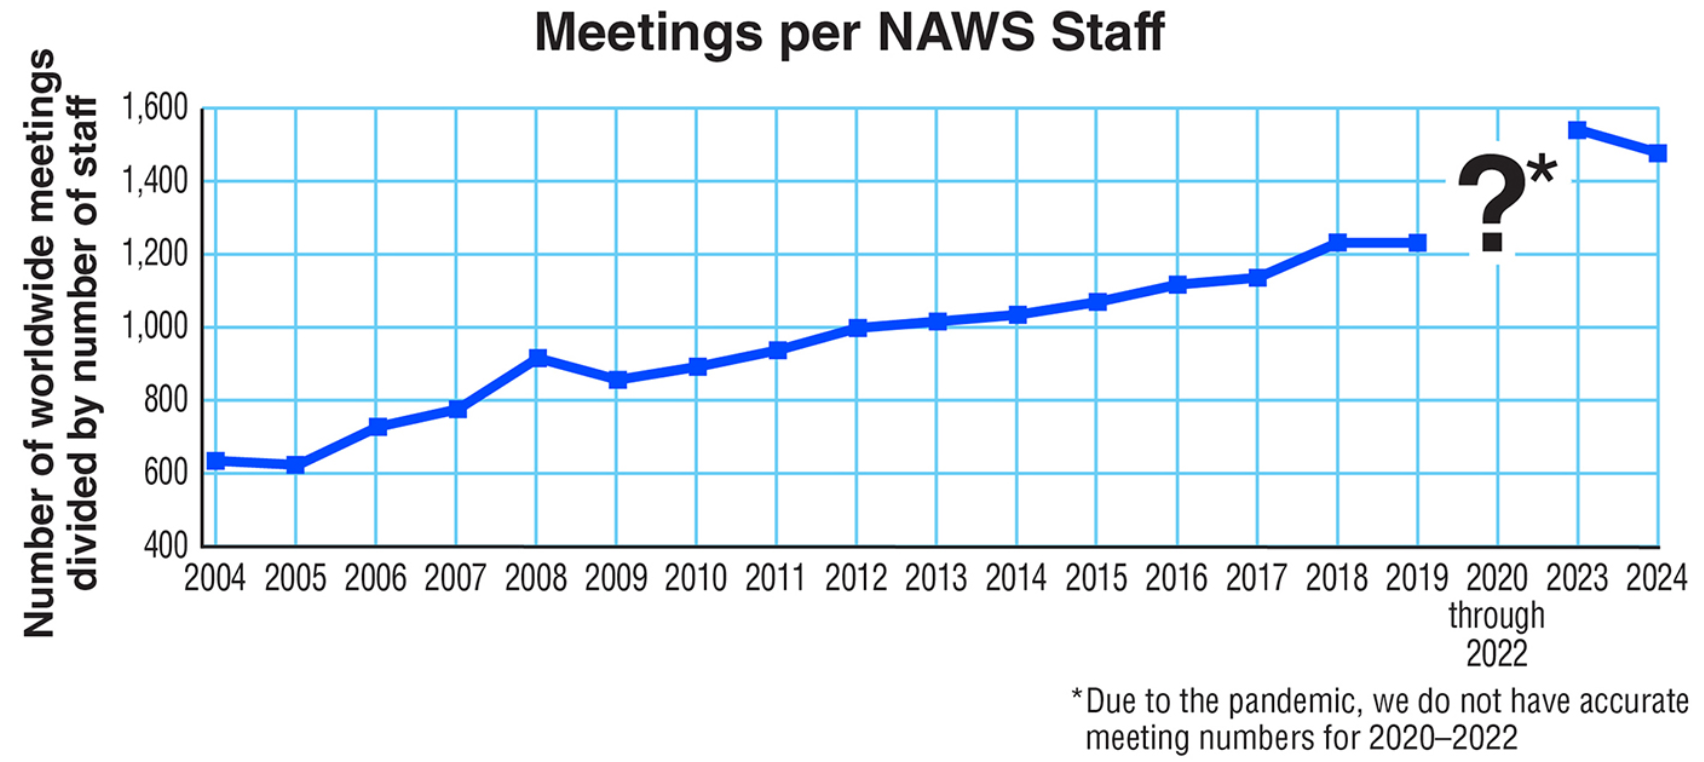 Meetings per NAWS Staff
Number of worldwide meetings
divided by number of staff
1,600
1,400
1,200
1,000
800
600
400
?*
2004 2005 2006 2007 2008 2009 2010 2011 2012 2013 2014 2015 2016 2017 2018 2019 2020 2023 2024
through
2022
*Due to the pandemic, we do not have accurate
meeting numbers for 2020–2022